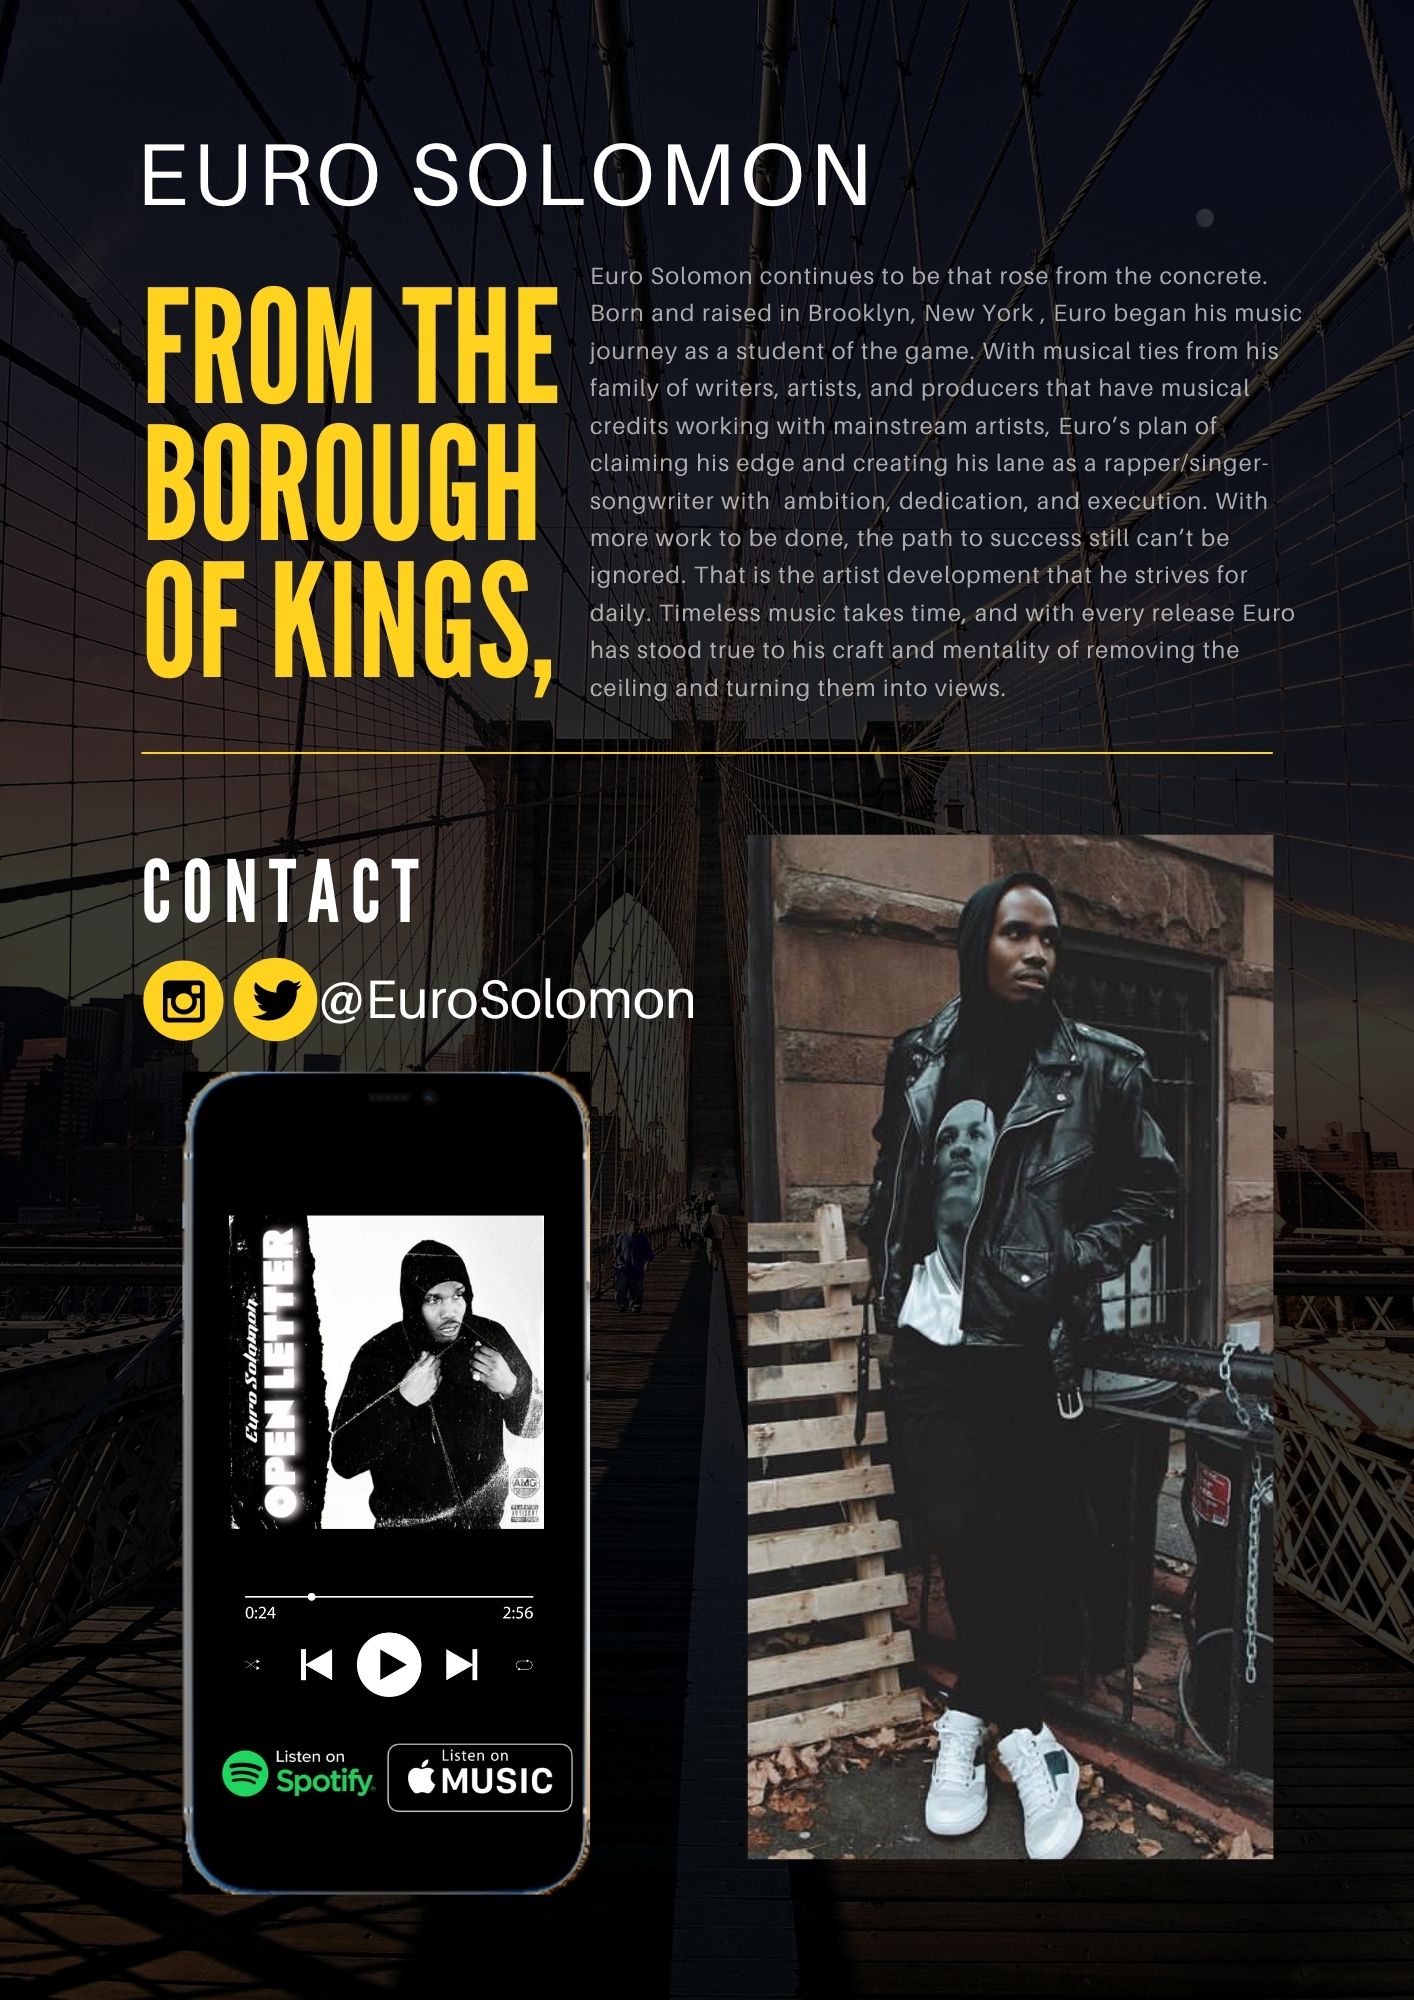 EURO SOLOMON
FROM THE
BOROUGH
OF KINGS,
Euro Solomon continues to be that rose from the concrete.
Born and raised in Brooklyn, New York , Euro began his music
journey as a student of the game. With musical ties from his
family of writers, artists, and producers that have musical
credits working with mainstream artists, Euro’s plan of
claiming his edge and creating his lane as a rapper/singer-
songwriter with  ambition, dedication, and execution. With
more work to be done, the path to success still can’t be
ignored. That is the artist development that he strives for
daily. Timeless music takes time, and with every release Euro
has stood true to his craft and mentality of removing the
ceiling and turning them into views.
CONTACT
@EuroSolomon
Euro Solomon
OPEN LETTER
AMG
ADVISORY
0:24
2:56
Listen on
Spotify
Listen on
MUSIC